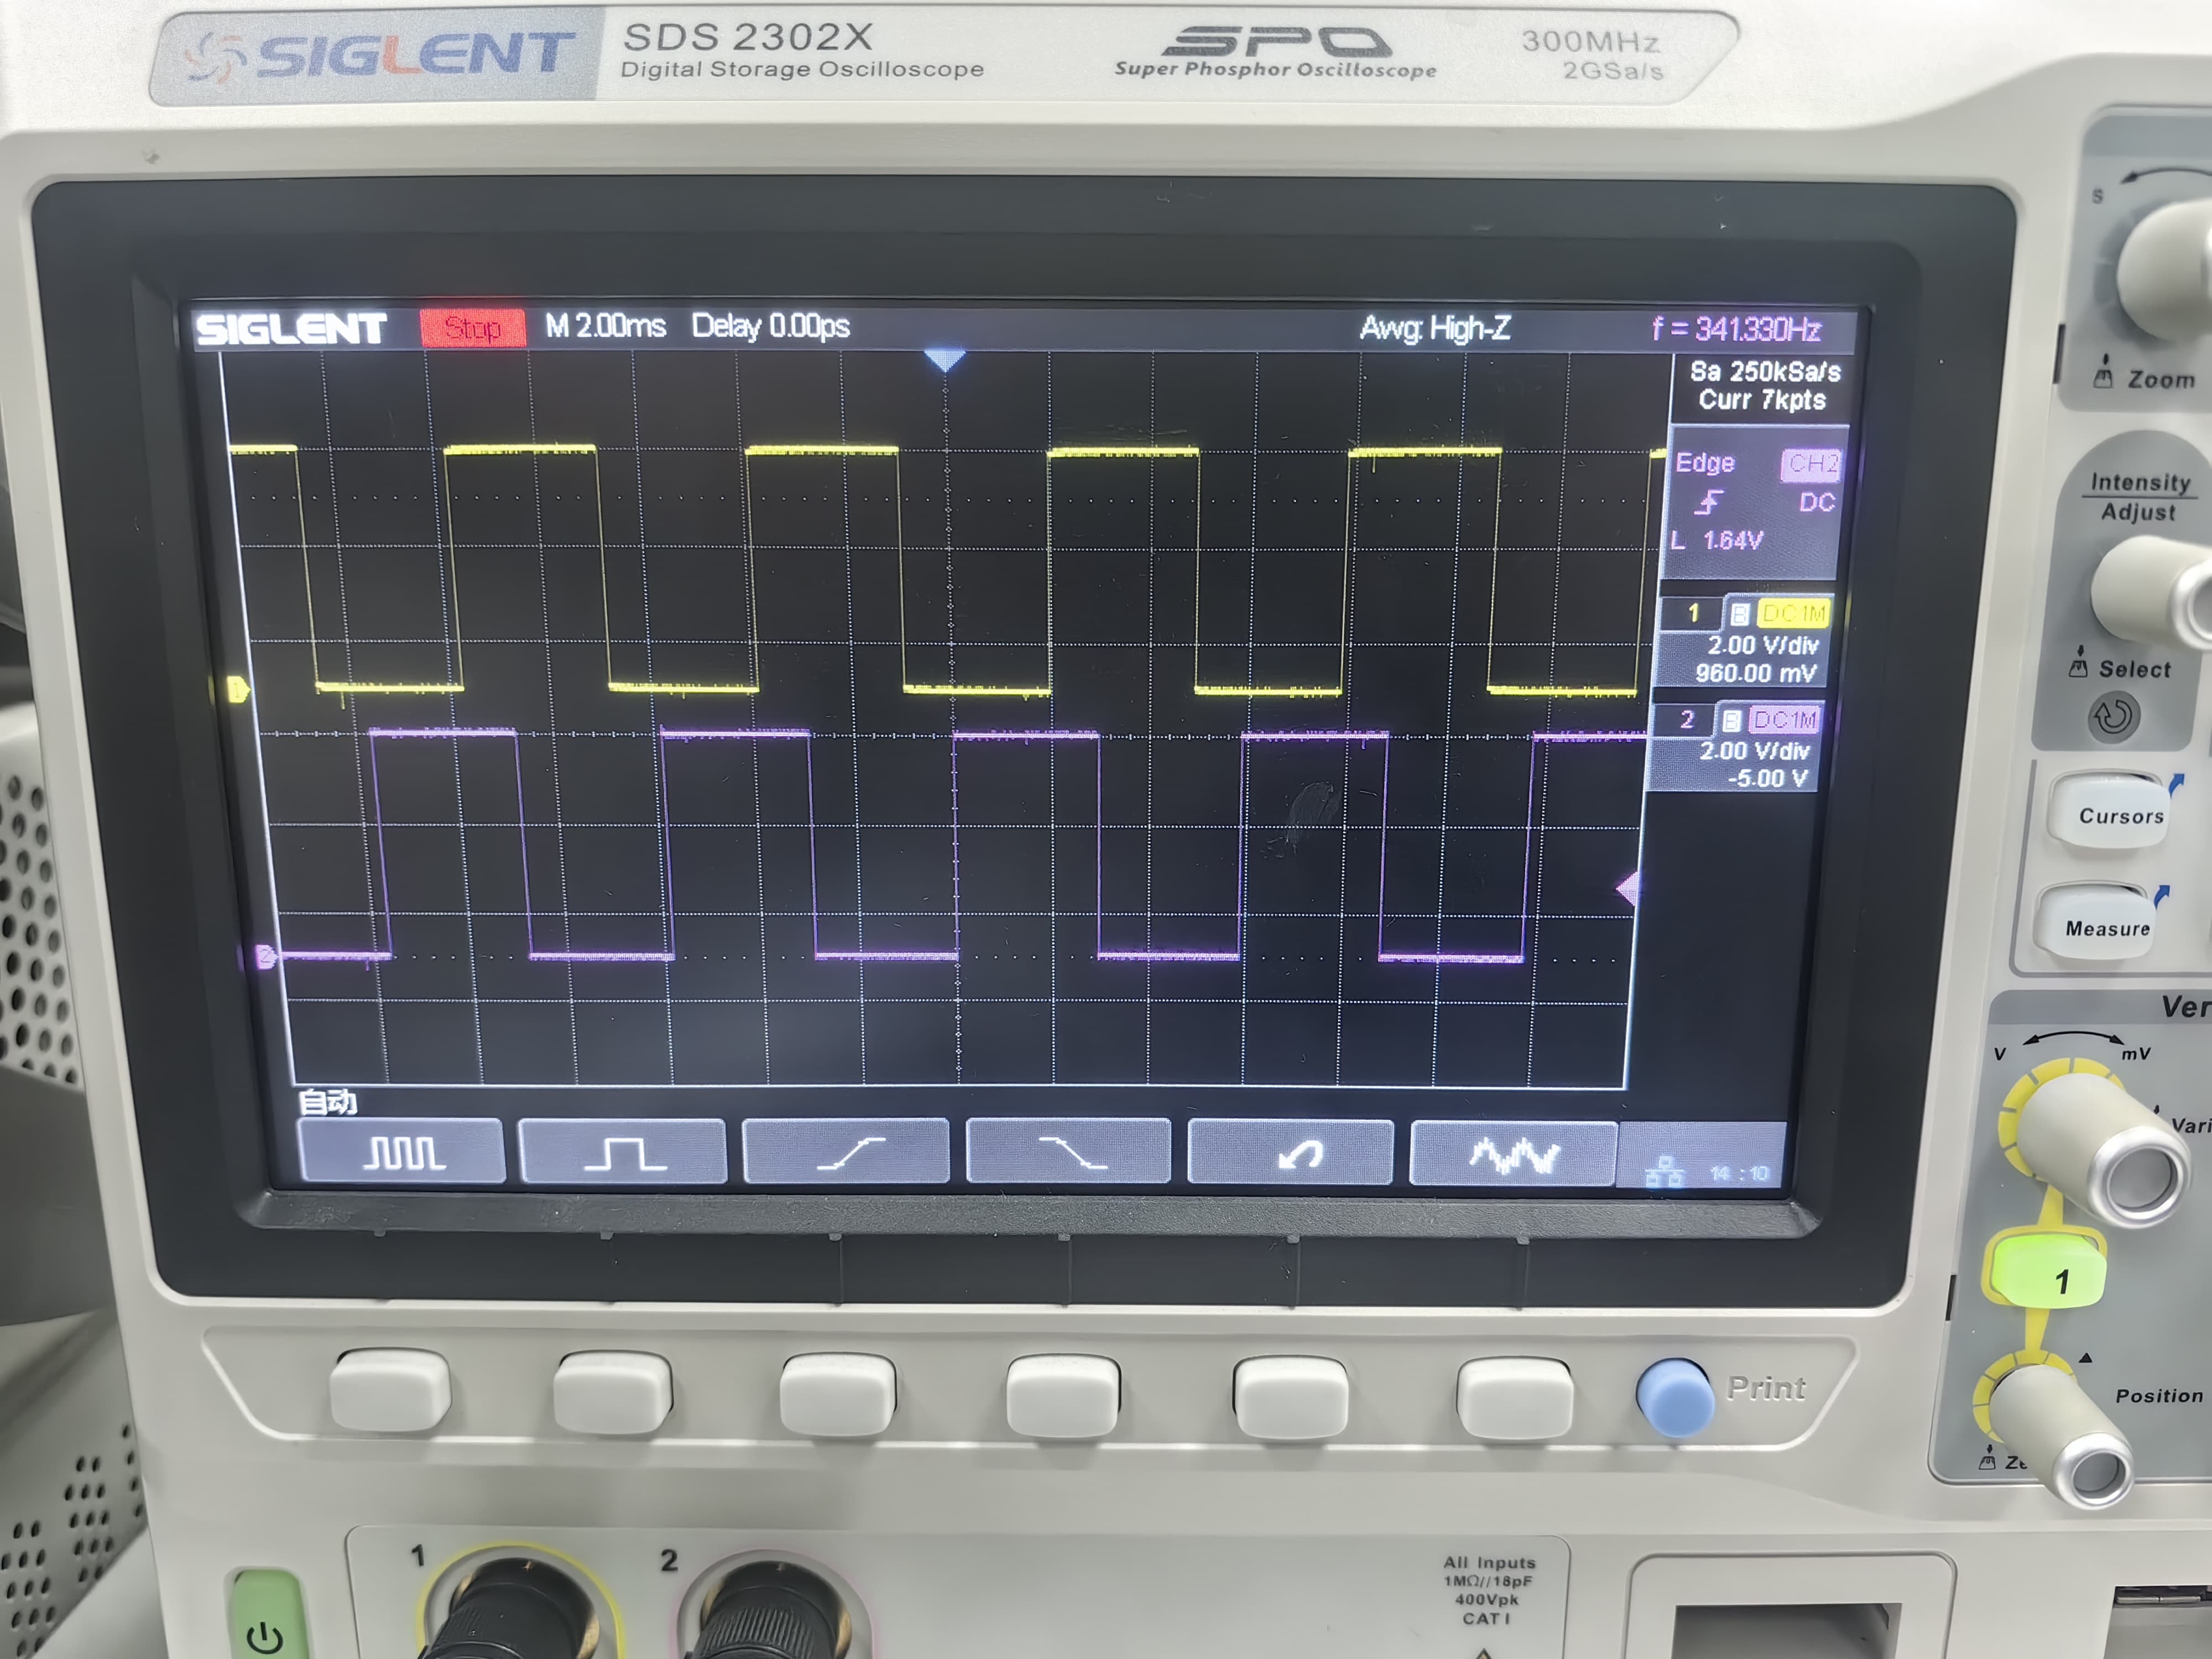 SIGLENT
SDS 2302X
Digital Storage Oscilloscope
SPO
Super Phosphor Oscilloscope
300MHz
2GSa/s
SIGLENT Stop M 2.00ms Delay 0.00ps Awg: High-Z f = 341.330Hz
Sa 250kSa/s
Curr 7kpts
Edge CH2
DC
L 1.64V
1 B DC1M
2.00 V/div
960.00 mV
2 B DC1M
2.00 V/div
-5.00 V
1
2
自动
14:10
S
Zoom
Intensity
Adjust
Select
Cursors
Measure
Ver
V
mV
Vari
1
Position
Ze
Print
1
2
All Inputs
1MΩ//18pF
400Vpk
CAT I